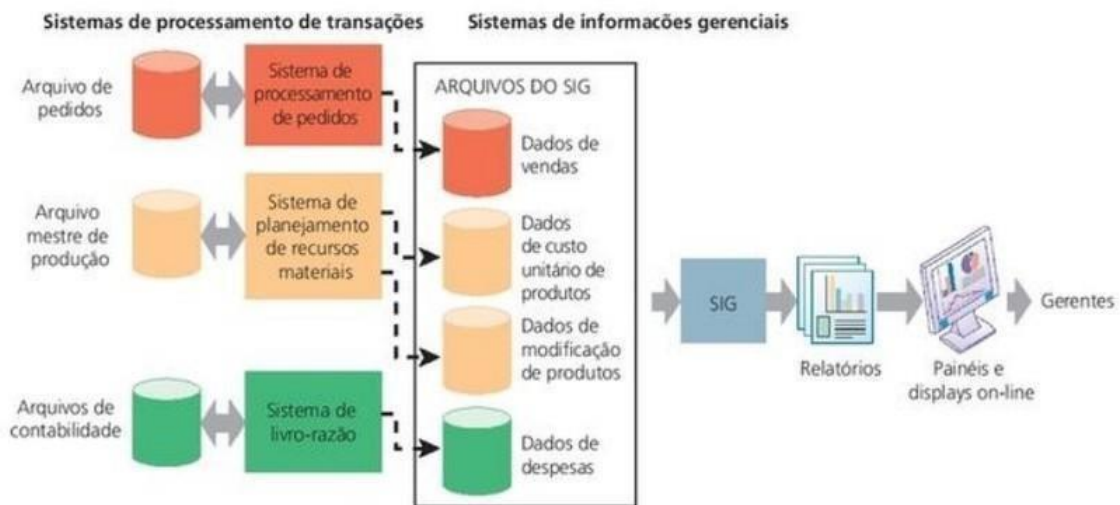 Sistemas de processamento de transações
Sistemas de informacões gerenciais
Arquivo de
pedidos
Sistema de
processamento
de pedidos
Arquivo
mestre de
produção
Sistema de
planejamento
de recursos
materiais
Arquivos de
contabilidade
Sistema de
livro-razão
ARQUIVOS DO SIG
Dados de
vendas
Dados
de custo
unitário de
produtos
Dados de
modificação
de produtos
Dados de
despesas
SIG
Relatórios
Painéis e
displays on-line
Gerentes